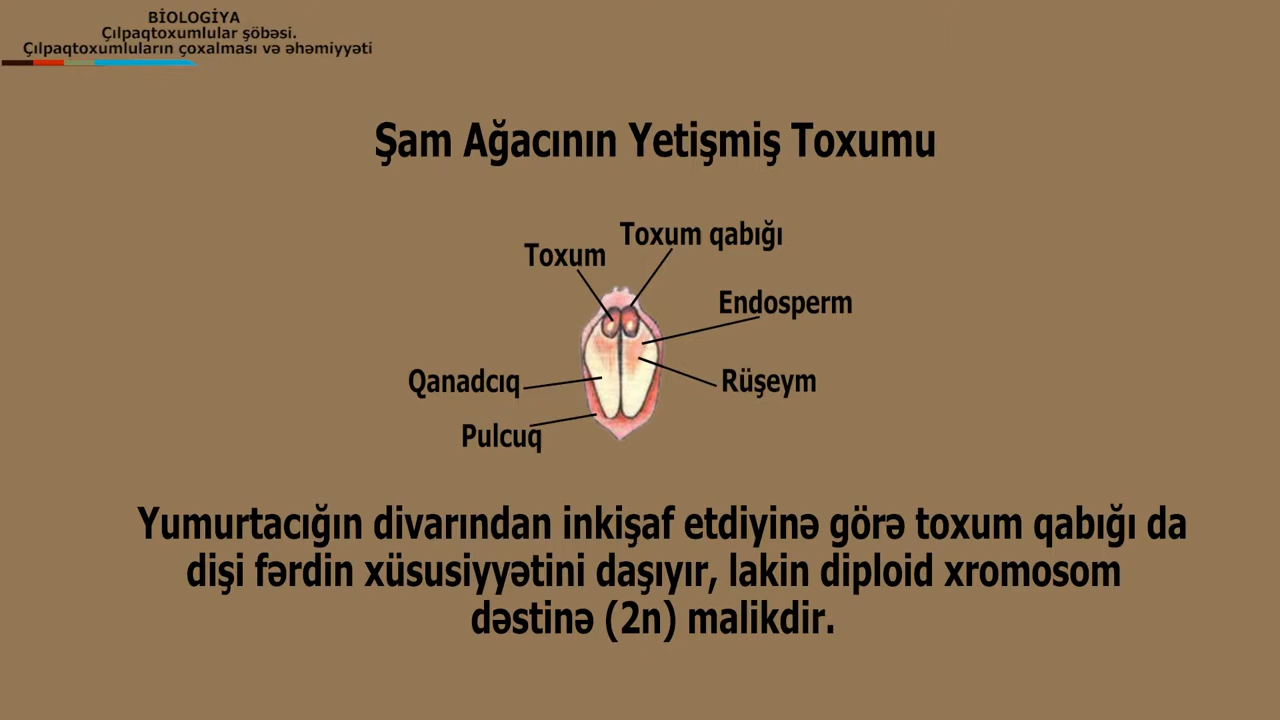 BİOLOGİYA
Çılpaqtoxumlular şöbəsi.
Çılpaqtoxumluların çoxalması və əhəmiyyəti
Şam Ağacının Yetişmiş Toxumu
Toxum qabığı
Toxum
Endosperm
Qanadcıq
Rüşeym
Pulcuq
Yumurtacığın divarından inkişaf etdiyinə görə toxum qabığı da
dişi fərdin xüsusiyyətini daşıyır, lakin diploid xromosom
dəstinə (2n) malikdir.